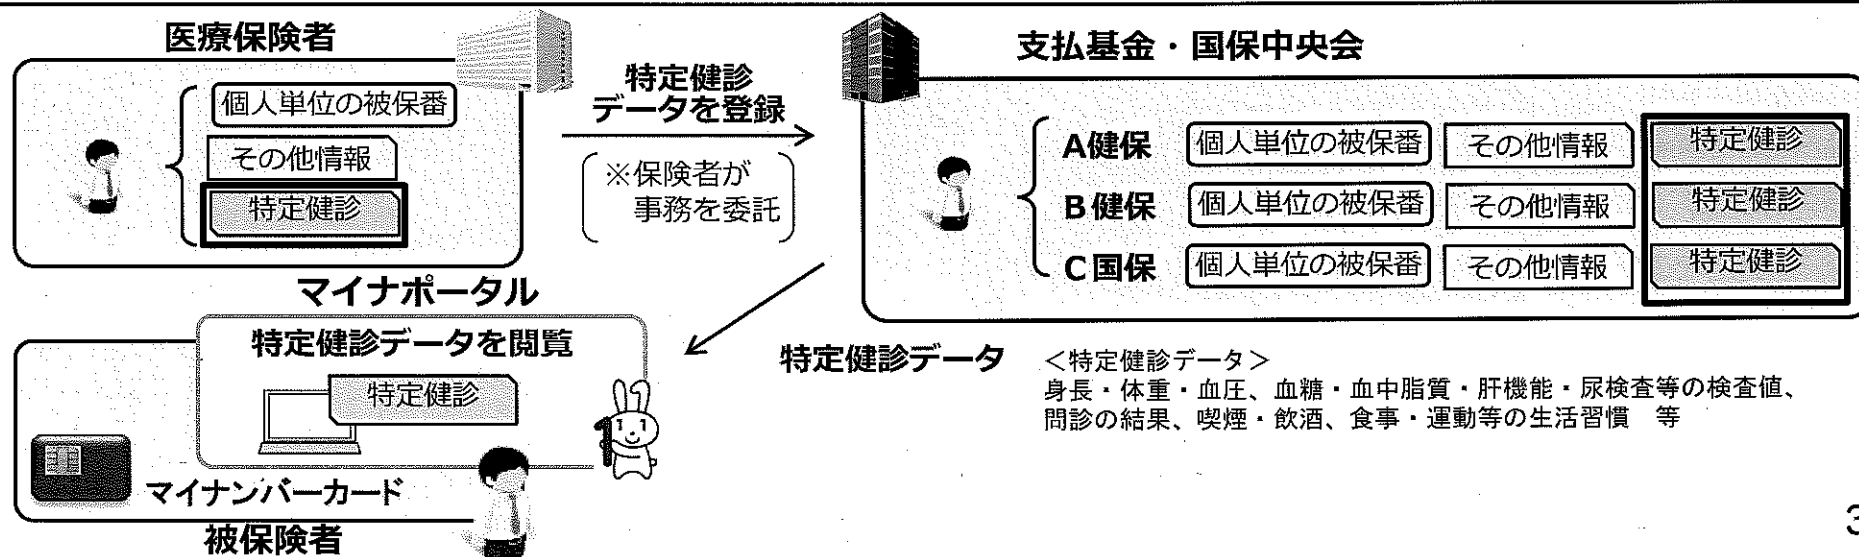 医療保険者
個人単位の被保番
その他情報
特定健診
特定健診
データを登録
※保険者が
事務を委託
支払基金・国保中央会
A健保 個人単位の被保番 その他情報 特定健診
B健保 個人単位の被保番 その他情報 特定健診
C国保 個人単位の被保番 その他情報 特定健診
マイナポータル
特定健診データを閲覧
特定健診
マイナンバーカード
被保険者
特定健診データ
＜特定健診データ＞
身長・体重・血圧、血糖・血中脂質・肝機能・尿検査等の検査値、
問診の結果、喫煙・飲酒、食事・運動等の生活習慣　等
3